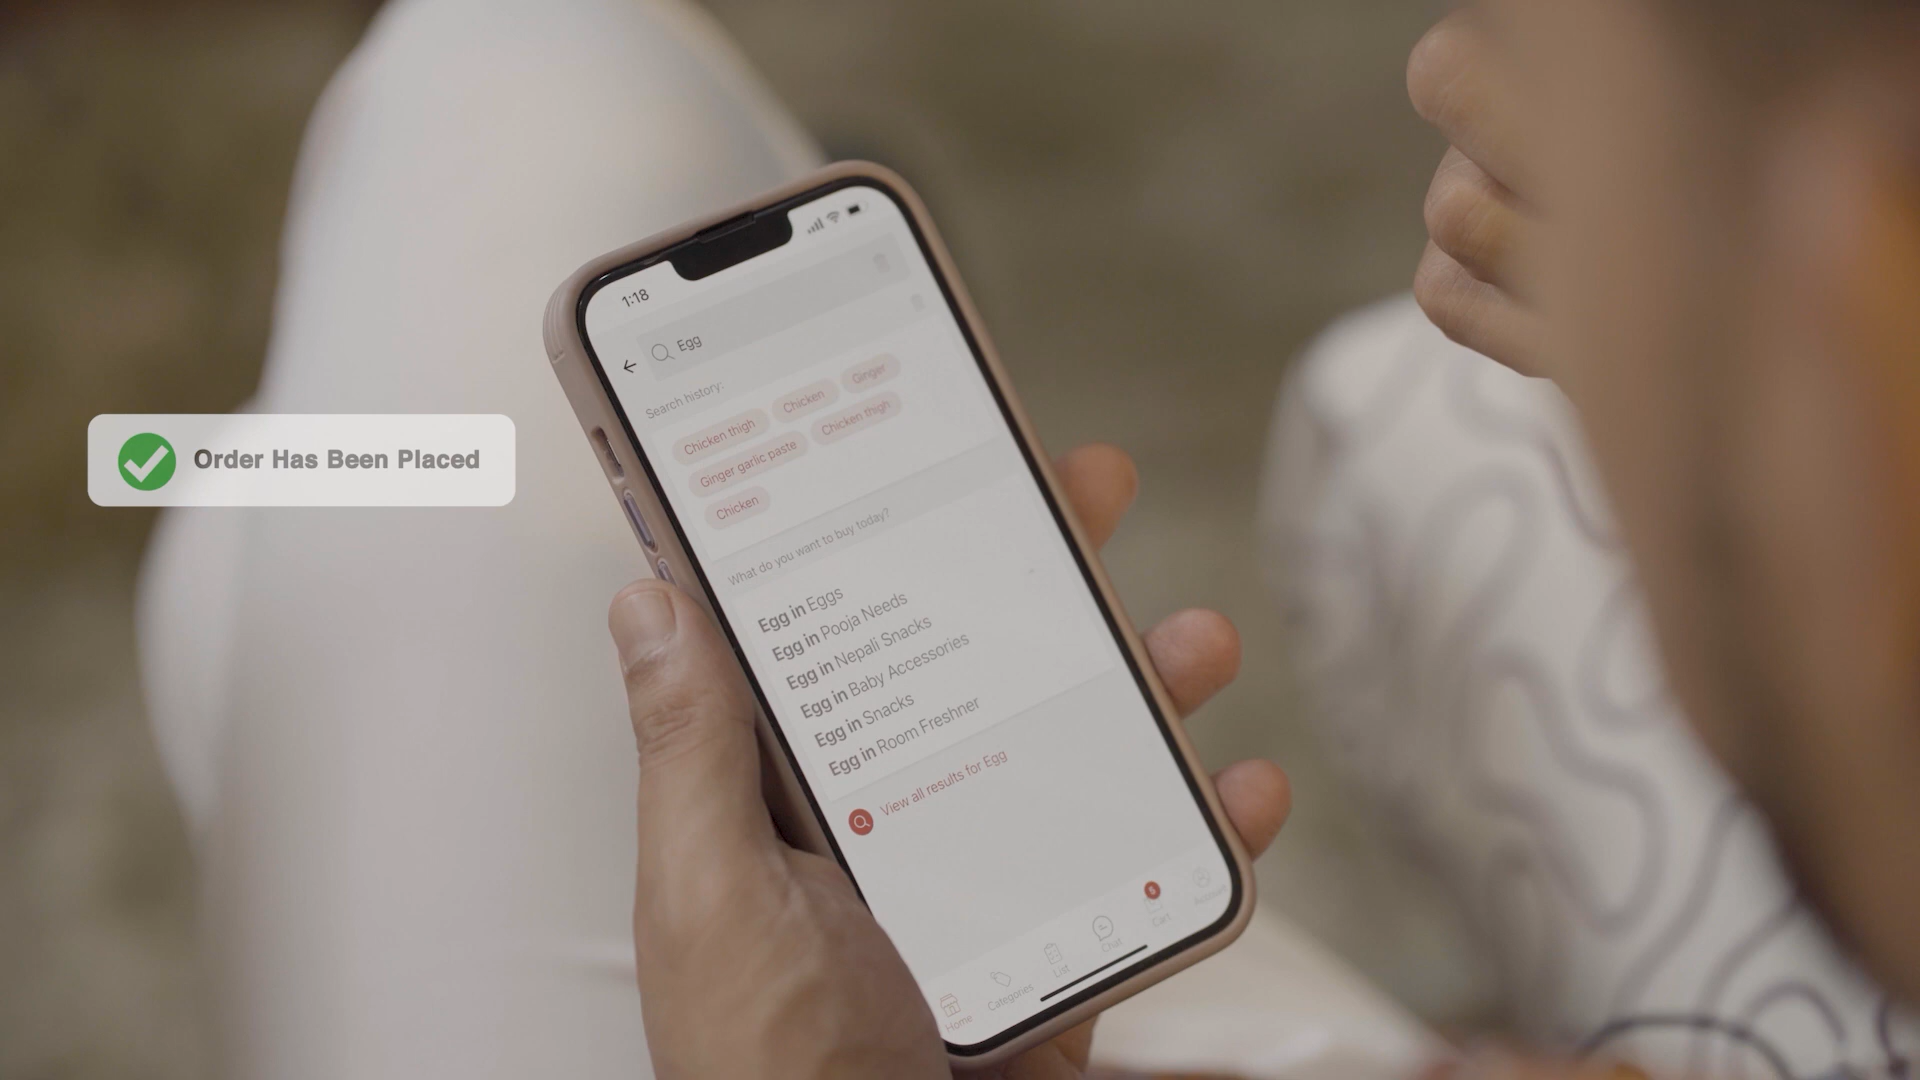 Order Has Been Placed
1:18
Egg
Search history:
Chicken thigh Chicken Ginger
Ginger garlic paste Chicken thigh
Chicken
What do you want to buy today?
Egg in Eggs
Egg in Pooja Needs
Egg in Nepali Snacks
Egg in Baby Accessories
Egg in Snacks
Egg in Room Freshner
View all results for Egg
Home Categories List Chat Cart Account
5